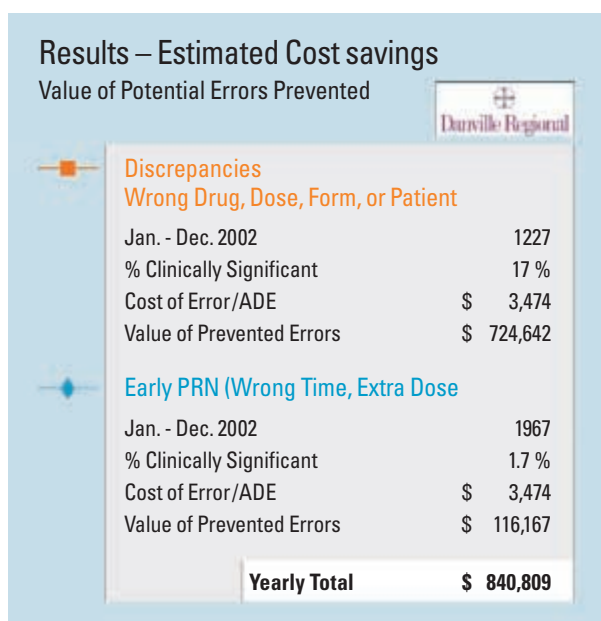 Results – Estimated Cost savings
Value of Potential Errors Prevented
Danville Regional
Discrepancies
Wrong Drug, Dose, Form, or Patient
Jan. - Dec. 2002 1227
% Clinically Significant 17 %
Cost of Error/ADE $ 3,474
Value of Prevented Errors $ 724,642
Early PRN (Wrong Time, Extra Dose
Jan. - Dec. 2002 1967
% Clinically Significant 1.7 %
Cost of Error/ADE $ 3,474
Value of Prevented Errors $ 116,167
Yearly Total $ 840,809